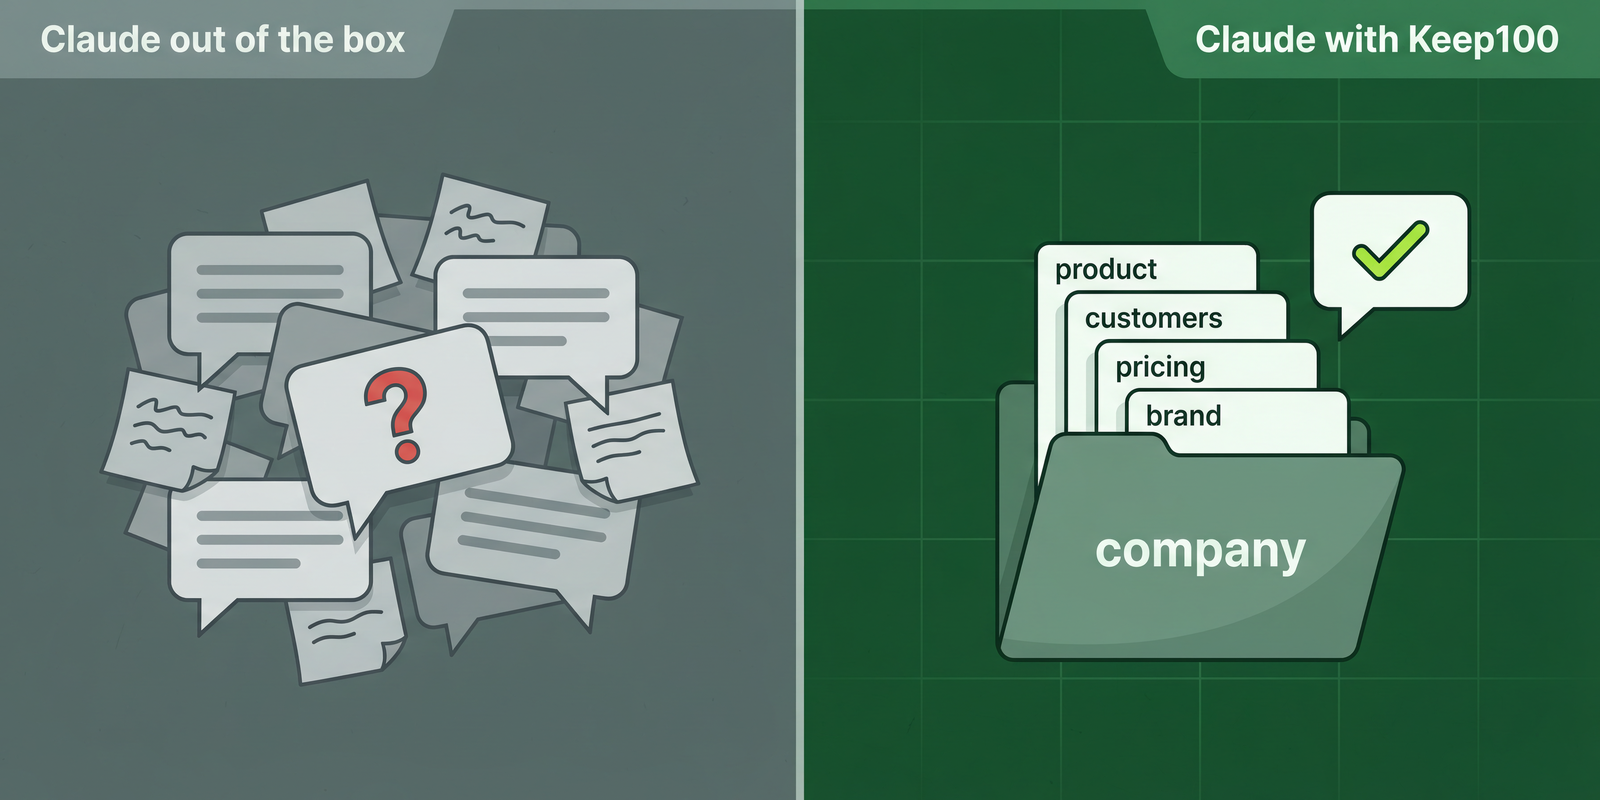 Claude out of the box
?
Claude with Keep100
product
customers
pricing
brand
company